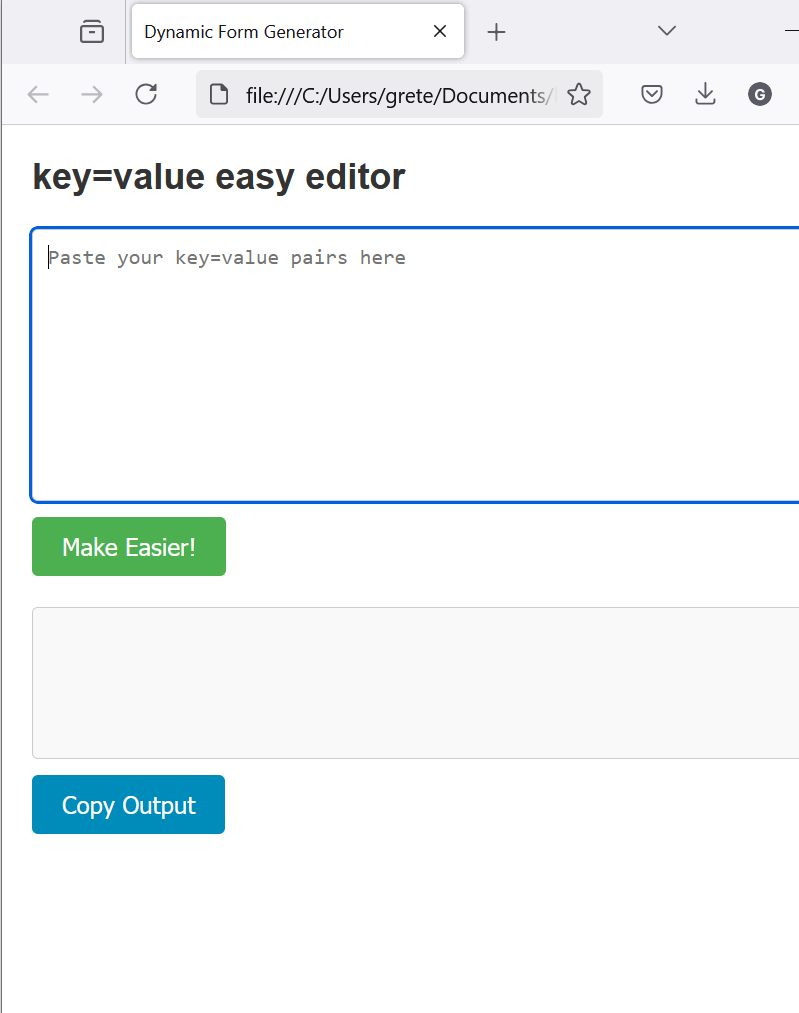 Dynamic Form Generator
file:///C:/Users/grete/Documents/
G
key=value easy editor
Paste your key=value pairs here
Make Easier!
Copy Output